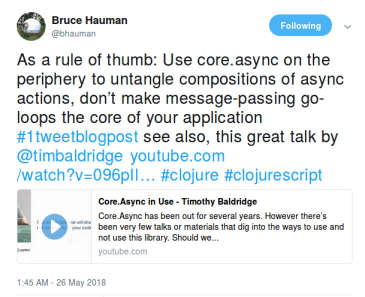 Bruce Hauman
@bhauman
Following
As a rule of thumb: Use core.async on the
periphery to untangle compositions of async
actions, don't make message-passing go-
loops the core of your application
#1tweetblogpost see also, this great talk by
@timbaldridge youtube.com
/watch?v=096pII… #clojure #clojurescript
Core.Async in Use - Timothy Baldridge
Core.Async has been out for several years. However there's
been very few talks or materials that dig into the ways to use and
not use this library. Should we...
youtube.com
1:45 AM - 26 May 2018